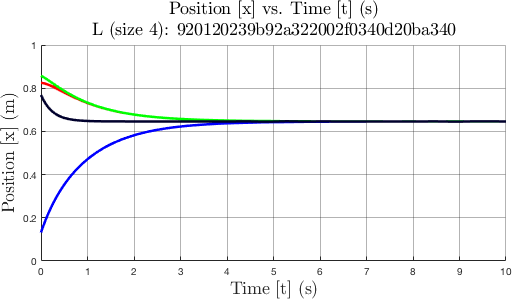 Position [x] vs. Time [t] (s)
L (size 4): 920120239b92a322002f0340d20ba340
Position [x] (m)
1
0.8
0.6
0.4
0.2
0
0 1 2 3 4 5 6 7 8 9 10
Time [t] (s)